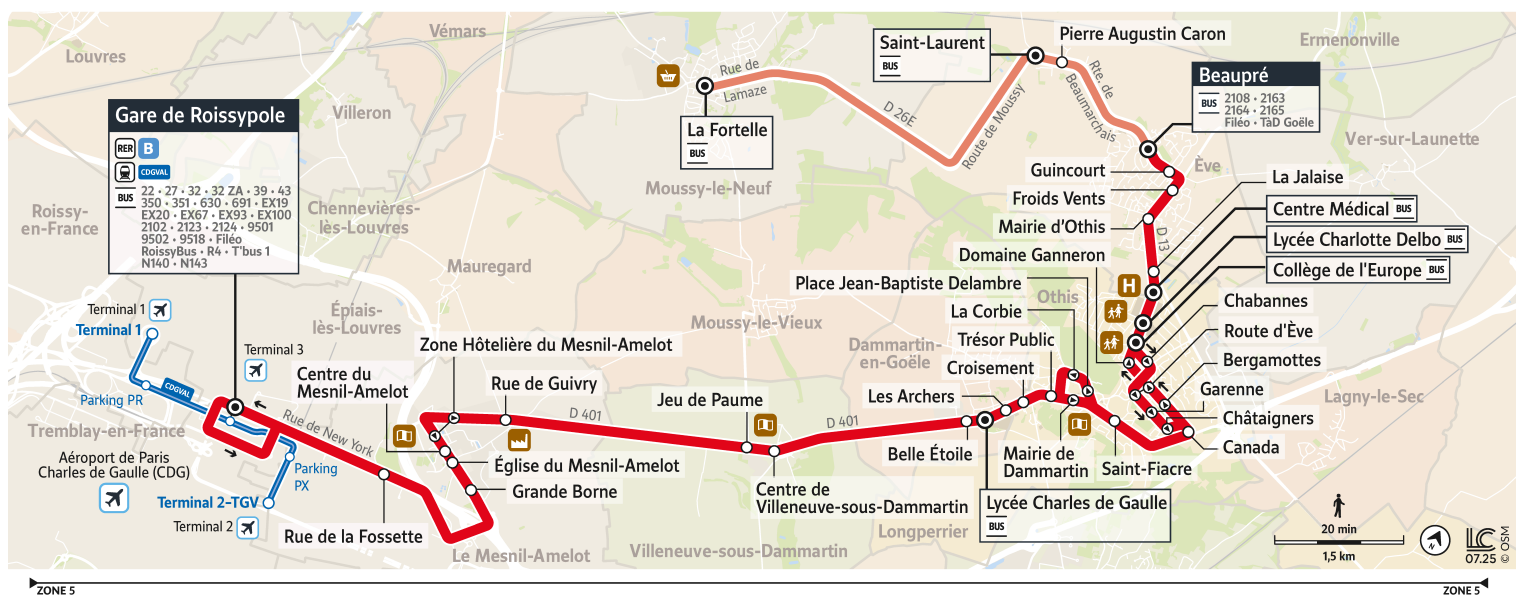 Louvres
Vémars
Villeron
Roissy-
en-France
Chennevières-
lès-Louvres
Mauregard
Épiais-
lès-Louvres
Moussy-le-Neuf
Moussy-le-Vieux
Ermenonville
Ver-sur-Launette
Ève
Othis
Dammartin-
en-Goële
Lagny-le-Sec
Longperrier
Villeneuve-sous-Dammartin
Le Mesnil-Amelot
Tremblay-en-France
Gare de Roissypole
RER B
CDGVAL
BUS
22 • 27 • 32 • 32 ZA • 39 • 43
350 • 351 • 630 • 691 • EX19
EX20 • EX67 • EX93 • EX100
2102 • 2123 • 2124 • 9501
9502 • 9518 • Filéo
RoissyBus • R4 • T'bus 1
N140 • N143
Terminal 1
Terminal 1
CDGVAL
Parking PR
Terminal 3
Aéroport de Paris
Charles de Gaulle (CDG)
Parking
PX
Terminal 2-TGV
Terminal 2
Rue de New York
Rue de la Fossette
Grande Borne
Église du Mesnil-Amelot
Centre du
Mesnil-Amelot
Zone Hôtelière du Mesnil-Amelot
Rue de Guivry
D 401
Jeu de Paume
Centre de
Villeneuve-sous-Dammartin
D 401
Belle Étoile
Lycée Charles de Gaulle
BUS
Les Archers
Croisement
Trésor Public
La Corbie
Place Jean-Baptiste Delambre
Mairie de
Dammartin
Saint-Fiacre
Canada
Châtaigners
Garenne
Bergamottes
Route d'Ève
Chabannes
Domaine Ganneron
Collège de l'Europe BUS
Lycée Charlotte Delbo BUS
Centre Médical BUS
H
La Jalaise
D 13
Mairie d'Othis
Froids Vents
Guincourt
Beaupré
BUS
2108 • 2163
2164 • 2165
Filéo • TàD Goële
Rte. de
Beaumarchais
Pierre Augustin Caron
Saint-Laurent
BUS
Route de Moussy
D 26E
Rue de
Lamaze
La Fortelle
BUS
20 min
1,5 km
N
LC
07.25
© OSM
ZONE 5
ZONE 5